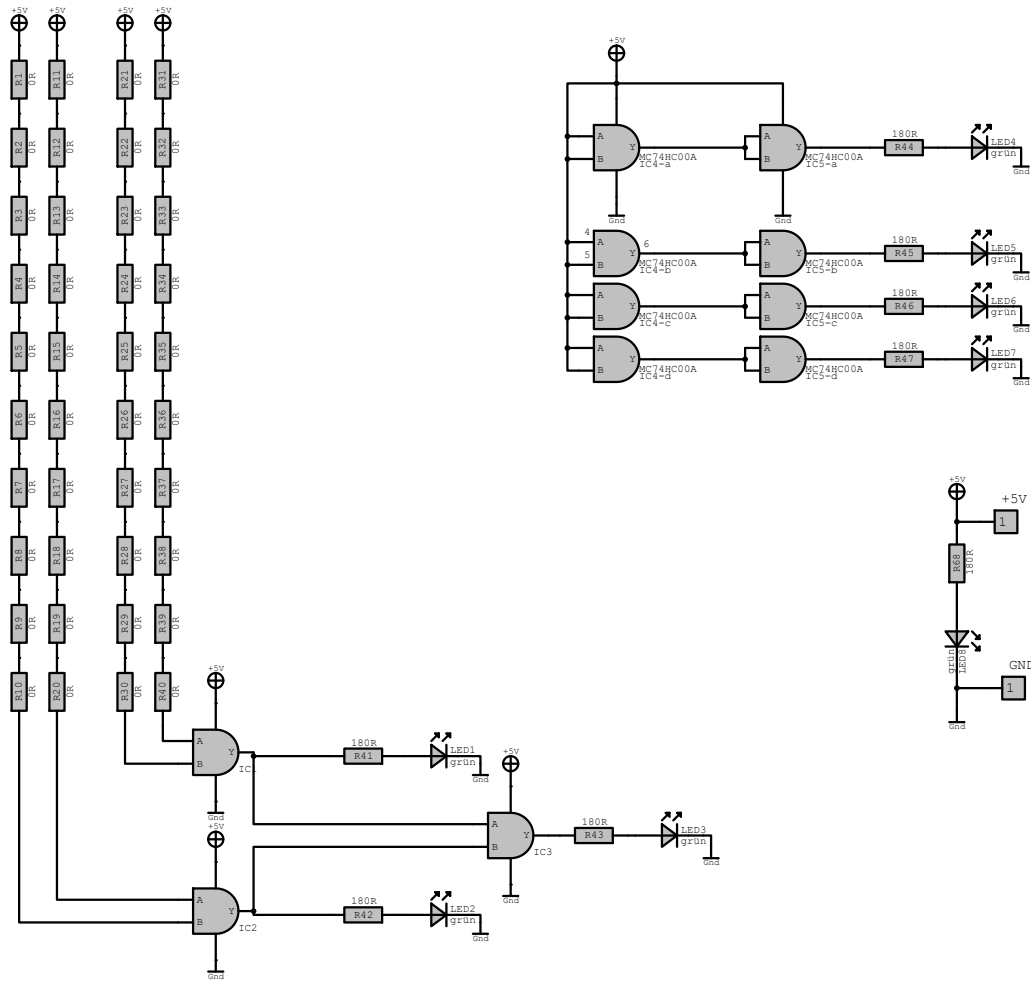 +5V +5V +5V +5V
R1 0R R11 0R R21 0R R31 0R
R2 0R R12 0R R22 0R R32 0R
R3 0R R13 0R R23 0R R33 0R
R4 0R R14 0R R24 0R R34 0R
R5 0R R15 0R R25 0R R35 0R
R6 0R R16 0R R26 0R R36 0R
R7 0R R17 0R R27 0R R37 0R
R8 0R R18 0R R28 0R R38 0R
R9 0R R19 0R R29 0R R39 0R
R10 0R R20 0R R30 0R R40 0R
+5V
A B Y MC74HC00A
IC4-a
A B Y MC74HC00A
IC5-a
180R
R44
LED4
grün
Gnd
Gnd
Gnd
4
5
6
A B Y MC74HC00A
IC4-b
A B Y MC74HC00A
IC5-b
180R
R45
LED5
grün
Gnd
A B Y MC74HC00A
IC4-c
A B Y MC74HC00A
IC5-c
180R
R46
LED6
grün
Gnd
A B Y MC74HC00A
IC4-d
A B Y MC74HC00A
IC5-d
180R
R47
LED7
grün
Gnd
+5V
+5V
1
R68
180R
grün
LED8
GND
1
Gnd
+5V
A B Y
IC1
Gnd
180R
R41
LED1
grün
Gnd
+5V
A B Y
IC3
Gnd
180R
R43
LED3
grün
Gnd
+5V
A B Y
IC2
Gnd
180R
R42
LED2
grün
Gnd